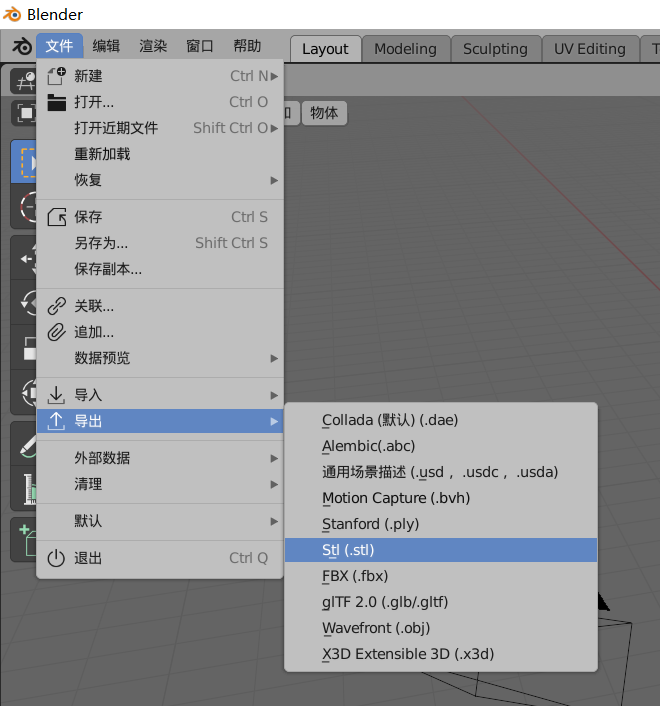 Blender
文件 编辑 渲染 窗口 帮助 Layout Modeling Sculpting UV Editing
新建 Ctrl N
打开... Ctrl O
物体
打开近期文件 Shift Ctrl O
重新加载
恢复
保存 Ctrl S
另存为... Shift Ctrl S
保存副本...
关联...
追加...
数据预览
导入
导出
Collada (默认) (.dae)
Alembic(.abc)
外部数据
通用场景描述 (.usd , .usdc , .usda)
清理
Motion Capture (.bvh)
默认
Stanford (.ply)
Stl (.stl)
退出 Ctrl Q
FBX (.fbx)
glTF 2.0 (.glb/.gltf)
Wavefront (.obj)
X3D Extensible 3D (.x3d)